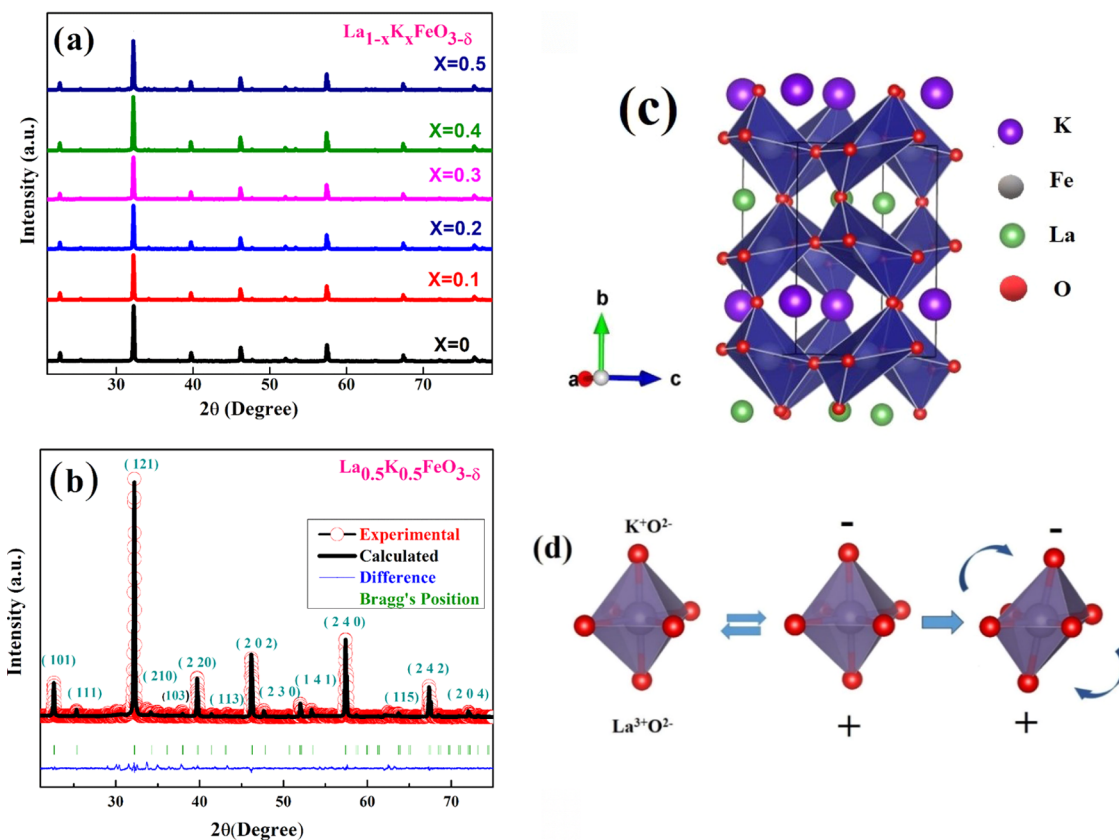 (a)
La₁₋ₓKₓFeO₃₋δ
X=0.5
X=0.4
X=0.3
X=0.2
X=0.1
X=0
Intensity (a.u.)
30 40 50 60 70
2θ (Degree)
(b)
La₀.₅K₀.₅FeO₃₋δ
Experimental
Calculated
Difference
Bragg's Position
( 101)
( 111)
( 121)
( 210)
(103)
( 2 20)
( 113)
( 2 0 2)
( 2 3 0)
( 1 4 1)
( 2 4 0)
(115)
( 2 4 2)
( 2 0 4)
Intensity (a.u.)
30 40 50 60 70
2θ(Degree)
(c)
K
Fe
La
O
b
a
c
(d)
K⁺O²⁻
La³⁺O²⁻
-
+
-
+